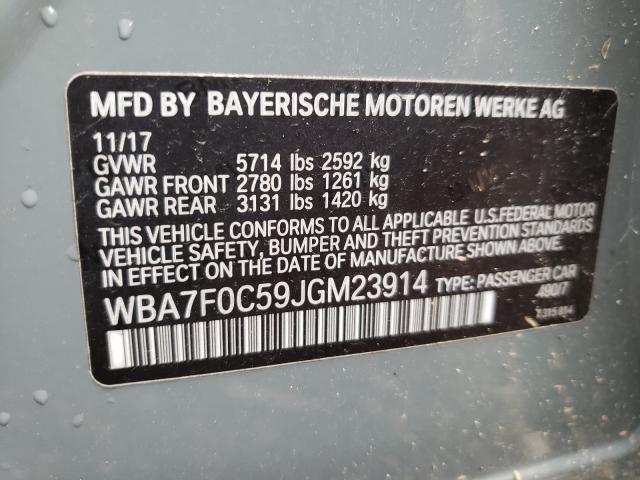 MFD BY BAYERISCHE MOTOREN WERKE AG
11/17
GVWR 5714 lbs 2592 kg
GAWR FRONT 2780 lbs 1261 kg
GAWR REAR 3131 lbs 1420 kg
THIS VEHICLE CONFORMS TO ALL APPLICABLE U.S.FEDERAL MOTOR
VEHICLE SAFETY, BUMPER AND THEFT PREVENTION STANDARDS
IN EFFECT ON THE DATE OF MANUFACTURE SHOWN ABOVE.
WBA7F0C59JGM23914 TYPE: PASSENGER CAR
490/7